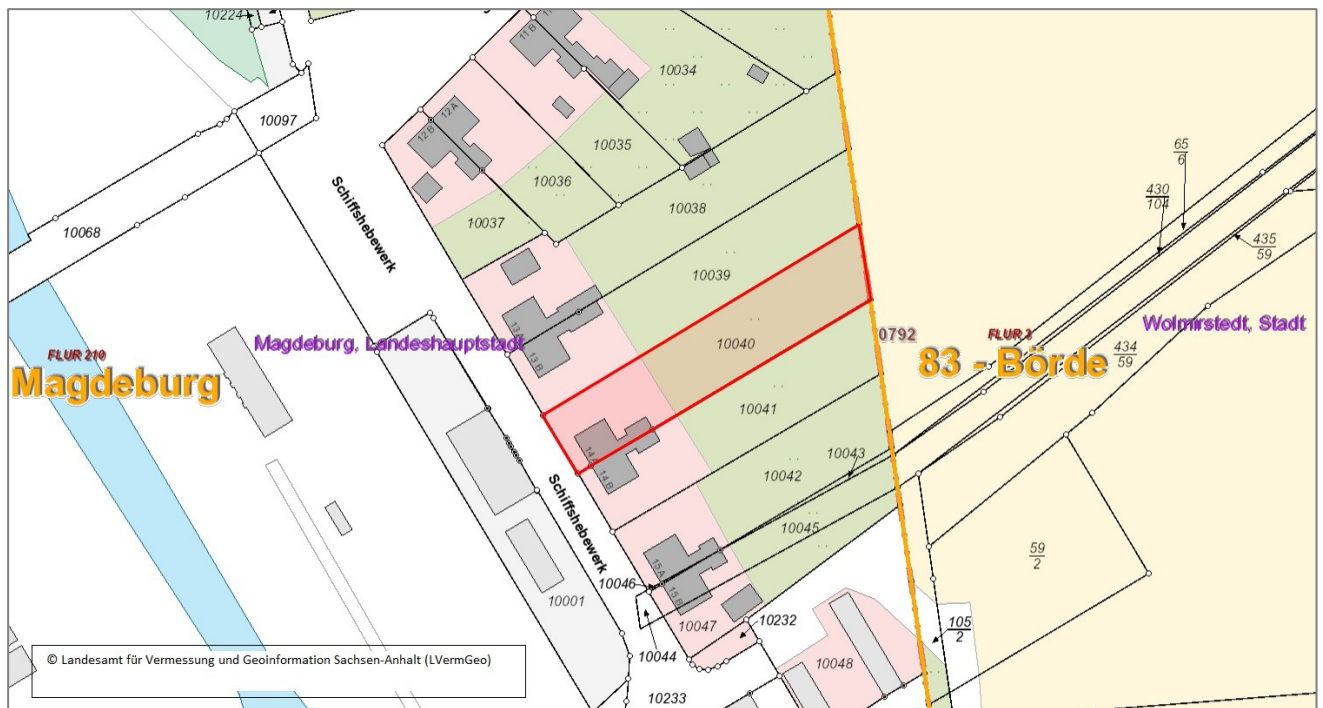 10224
11 B
10034
10097
12 B
12 A
10035
65
6
430
104
10036
Schiffshebewerk
10037
10038
10068
435
59
10039
13 A
13 B
0792
FLUR 210
Magdeburg
Magdeburg, Landeshauptstadt
10040
FLUR 3
83 - Börde
Wolmirstedt, Stadt
434
59
10041
14 A
14 B
10043
10042
Schiffshebewerk
10045
59
2
15 A
15 B
10046
10001
10047
10232
105
2
10044
10048
10233
© Landesamt für Vermessung und Geoinformation Sachsen-Anhalt (LVermGeo)